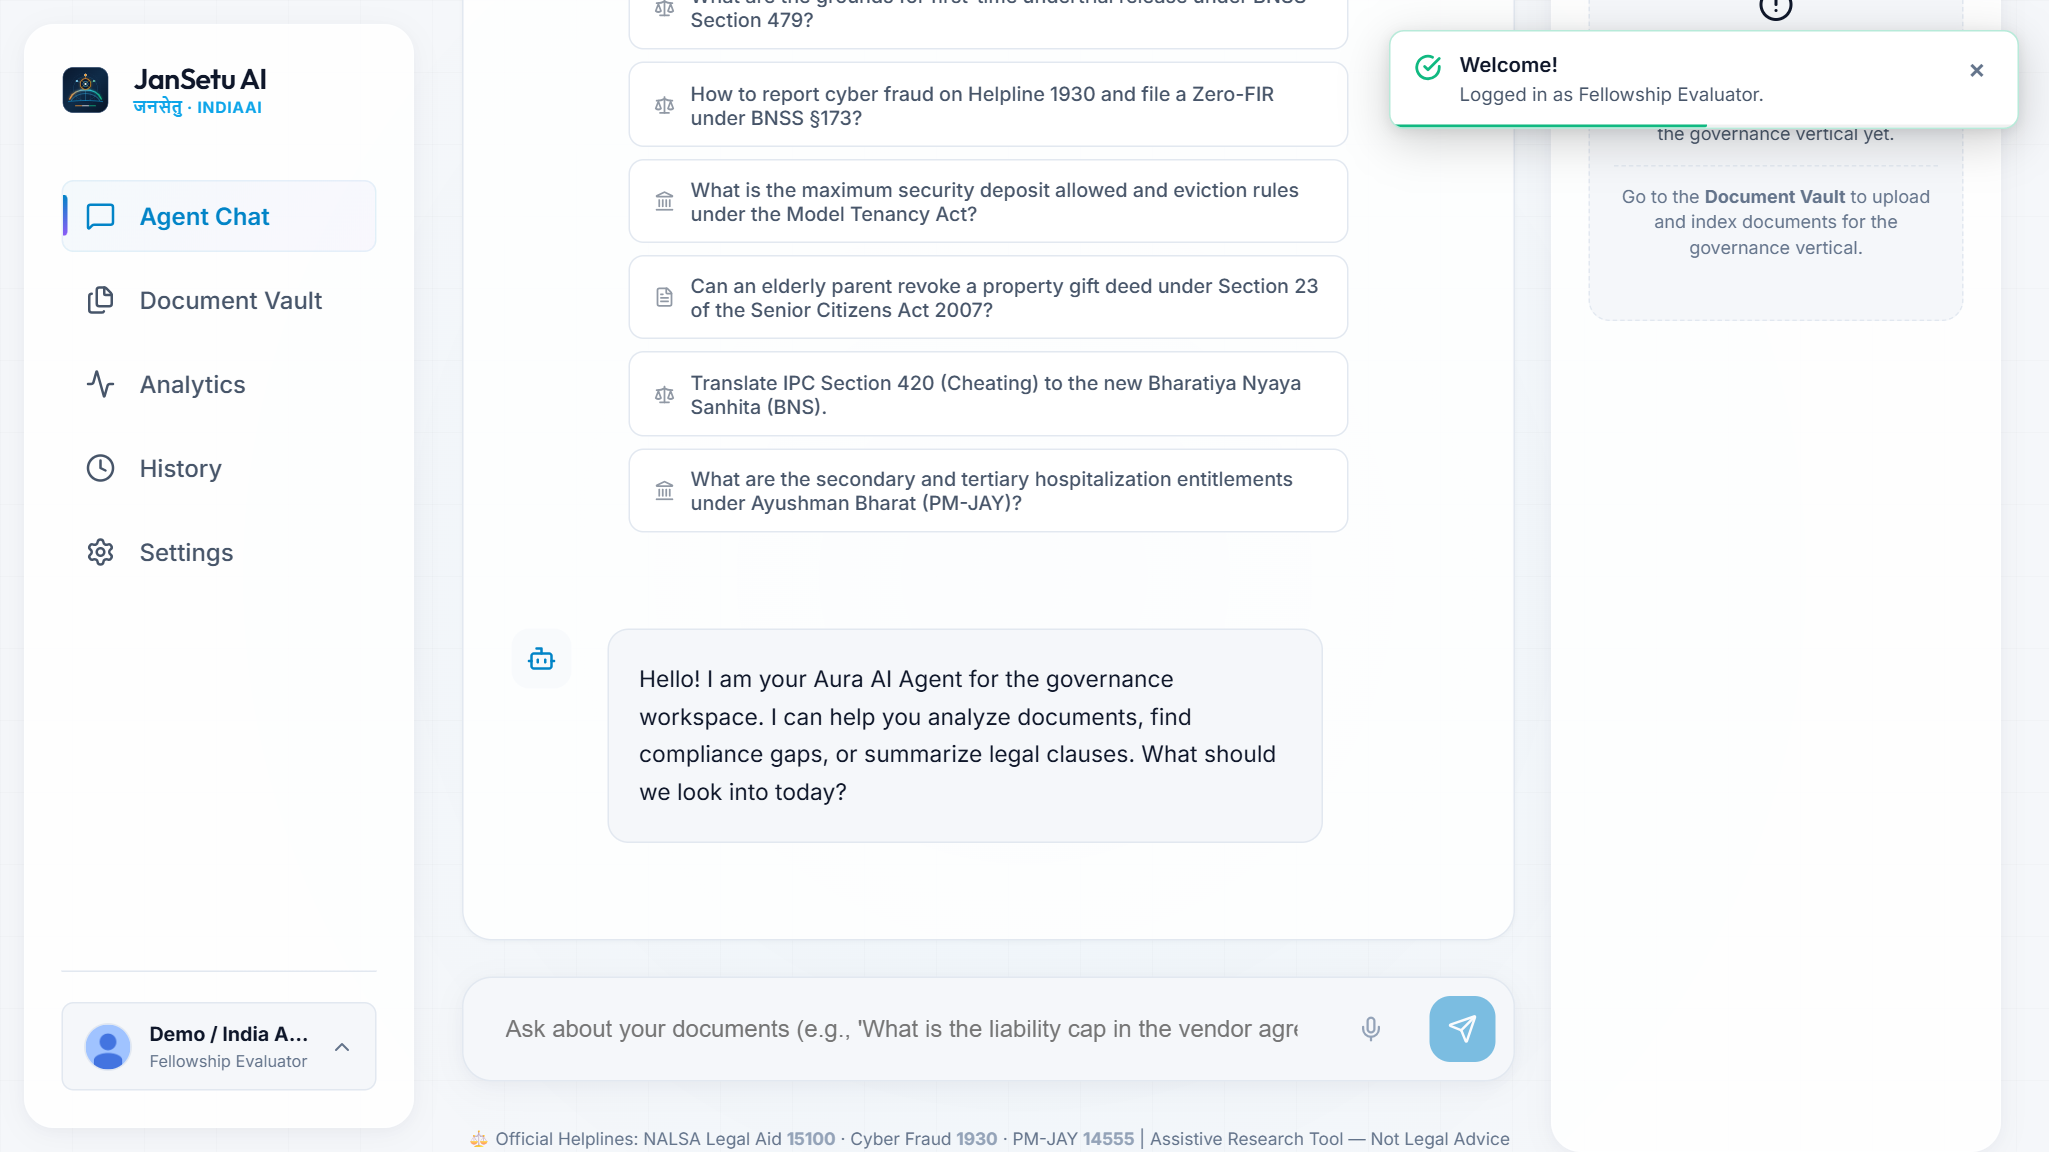 JanSetu AI
जनसेतु · INDIAAI
Agent Chat
Document Vault
Analytics
History
Settings
Demo / India A...
Fellowship Evaluator
Section 479?
How to report cyber fraud on Helpline 1930 and file a Zero-FIR
under BNSS §173?
What is the maximum security deposit allowed and eviction rules
under the Model Tenancy Act?
Can an elderly parent revoke a property gift deed under Section 23
of the Senior Citizens Act 2007?
Translate IPC Section 420 (Cheating) to the new Bharatiya Nyaya
Sanhita (BNS).
What are the secondary and tertiary hospitalization entitlements
under Ayushman Bharat (PM-JAY)?
Hello! I am your Aura AI Agent for the governance
workspace. I can help you analyze documents, find
compliance gaps, or summarize legal clauses. What should
we look into today?
Ask about your documents (e.g., 'What is the liability cap in the vendor agre
Official Helplines: NALSA Legal Aid 15100 · Cyber Fraud 1930 · PM-JAY 14555 | Assistive Research Tool — Not Legal Advice
Welcome!
Logged in as Fellowship Evaluator.
the governance vertical yet.
Go to the Document Vault to upload
and index documents for the
governance vertical.